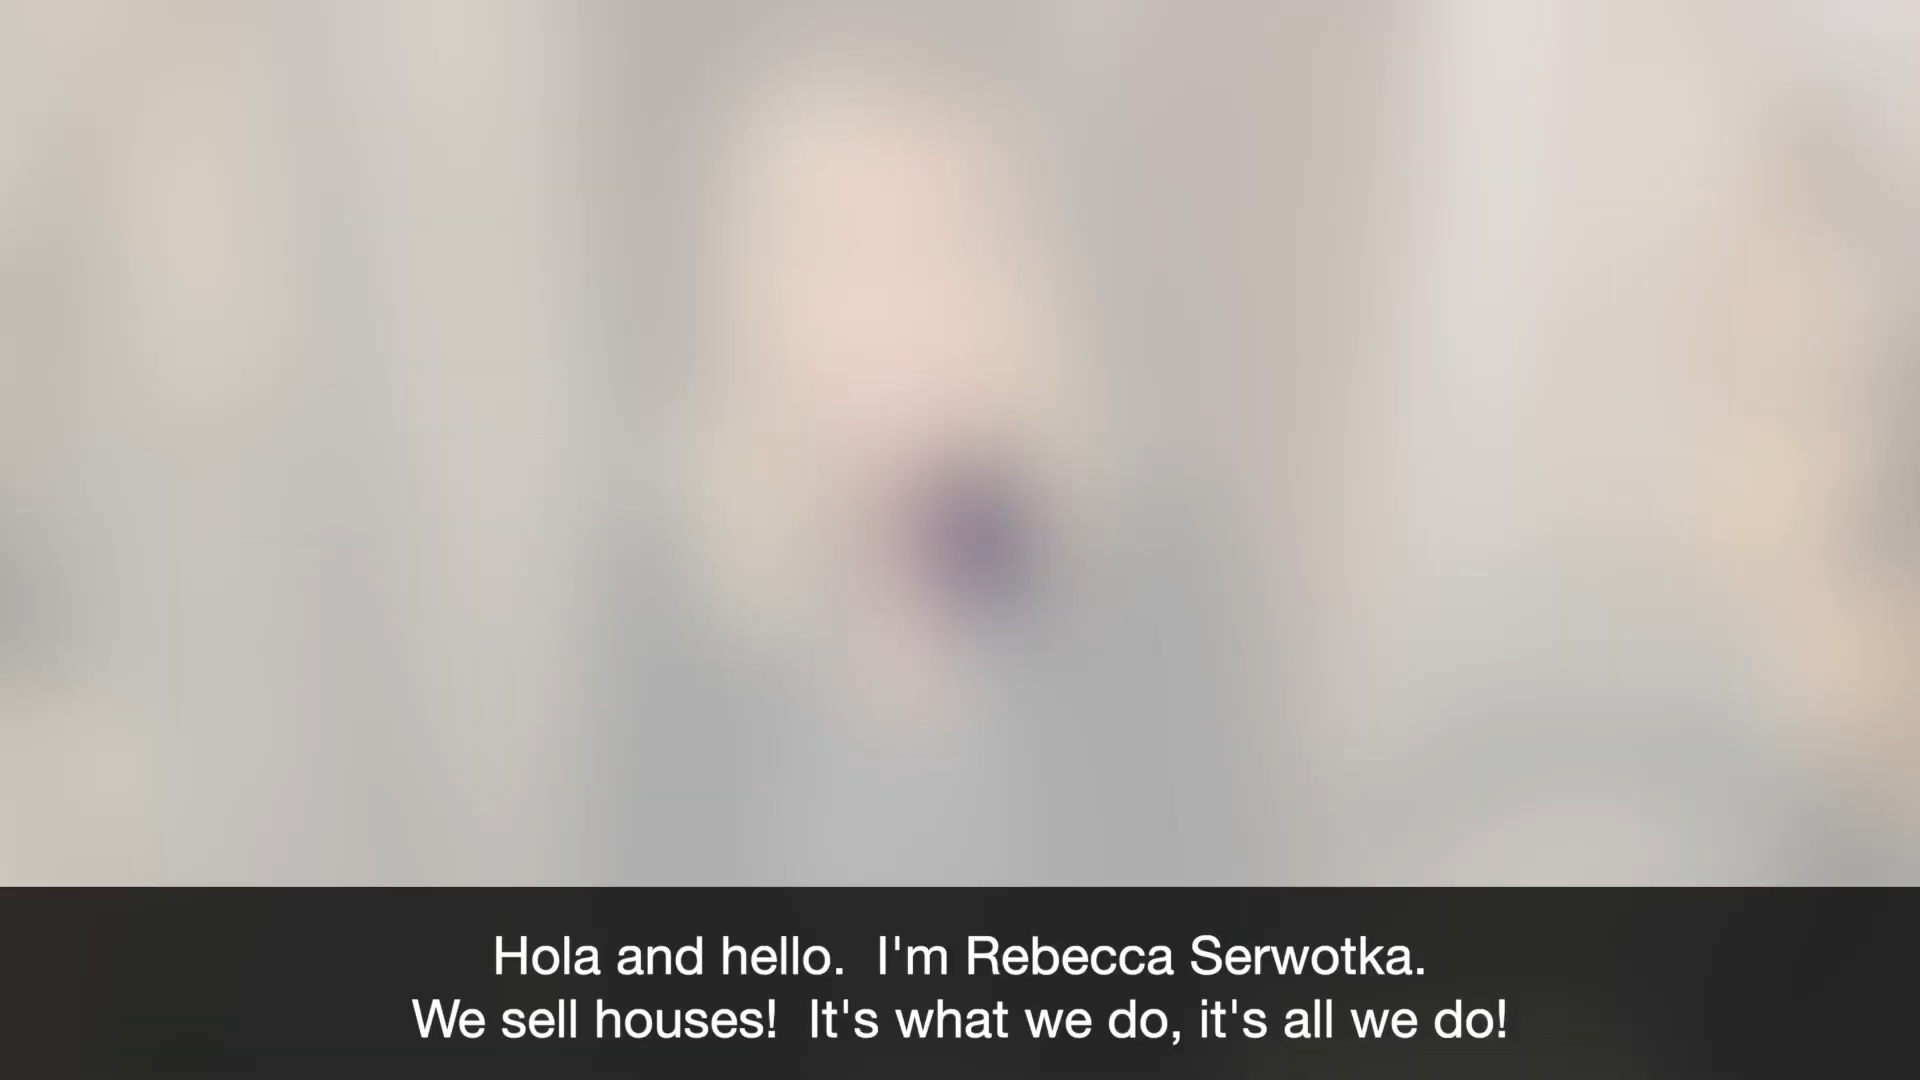 Hola and hello.  I'm Rebecca Serwotka.
We sell houses!  It's what we do, it's all we do!